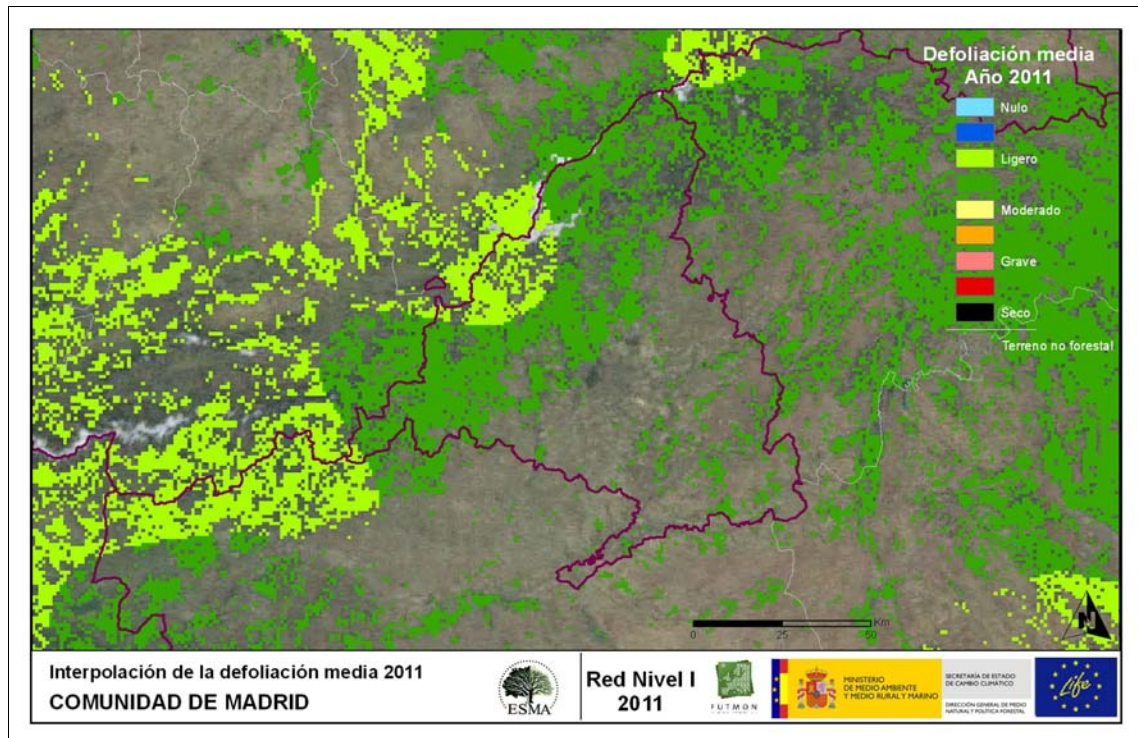 Defoliación media
Año 2011
Nulo
Ligero
Moderado
Grave
Seco
Terreno no forestal
N
Km
0 25 50
Interpolación de la defoliación media 2011
COMUNIDAD DE MADRID
ESMA
Red Nivel I
2011
FUTMON
MINISTERIO
DE MEDIO AMBIENTE
Y MEDIO RURAL Y MARINO
SECRETARÍA DE ESTADO
DE CAMBIO CLIMÁTICO
DIRECCIÓN GENERAL DE MEDIO
NATURAL Y POLÍTICA FORESTAL
Life